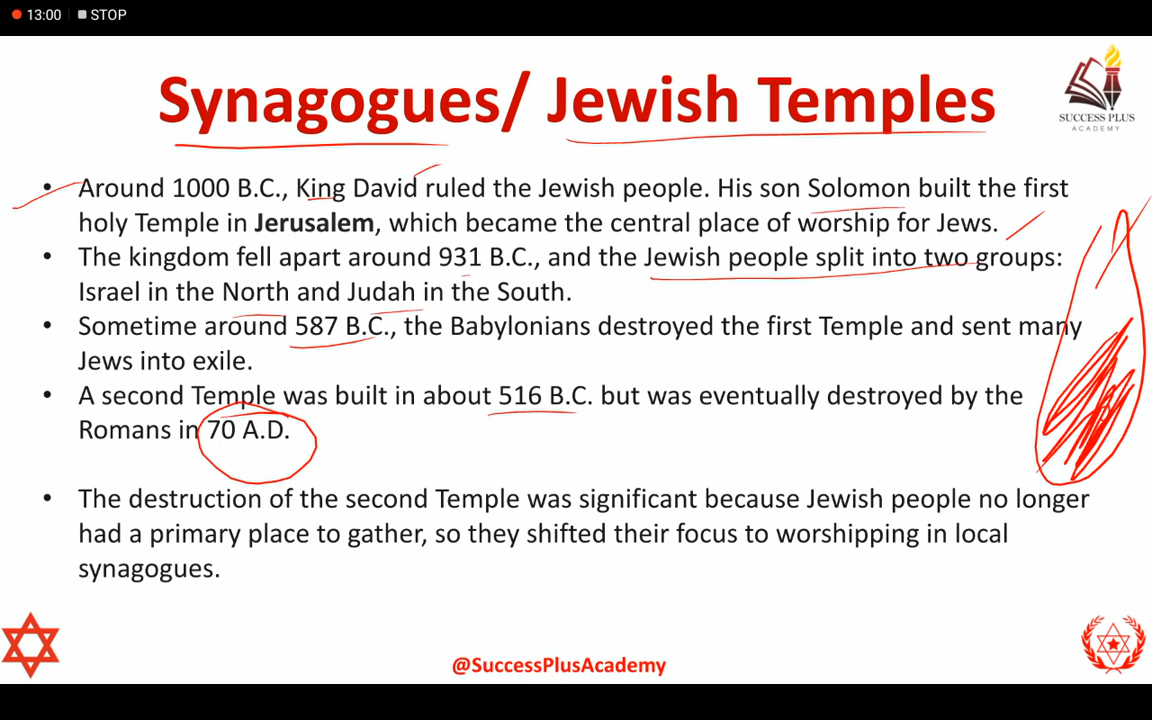 13:00 STOP
Synagogues/ Jewish Temples
SUCCESS PLUS
ACADEMY
• Around 1000 B.C., King David ruled the Jewish people. His son Solomon built the first
holy Temple in Jerusalem, which became the central place of worship for Jews.
• The kingdom fell apart around 931 B.C., and the Jewish people split into two groups:
Israel in the North and Judah in the South.
• Sometime around 587 B.C., the Babylonians destroyed the first Temple and sent many
Jews into exile.
• A second Temple was built in about 516 B.C. but was eventually destroyed by the
Romans in 70 A.D.
• The destruction of the second Temple was significant because Jewish people no longer
had a primary place to gather, so they shifted their focus to worshipping in local
synagogues.
@SuccessPlusAcademy